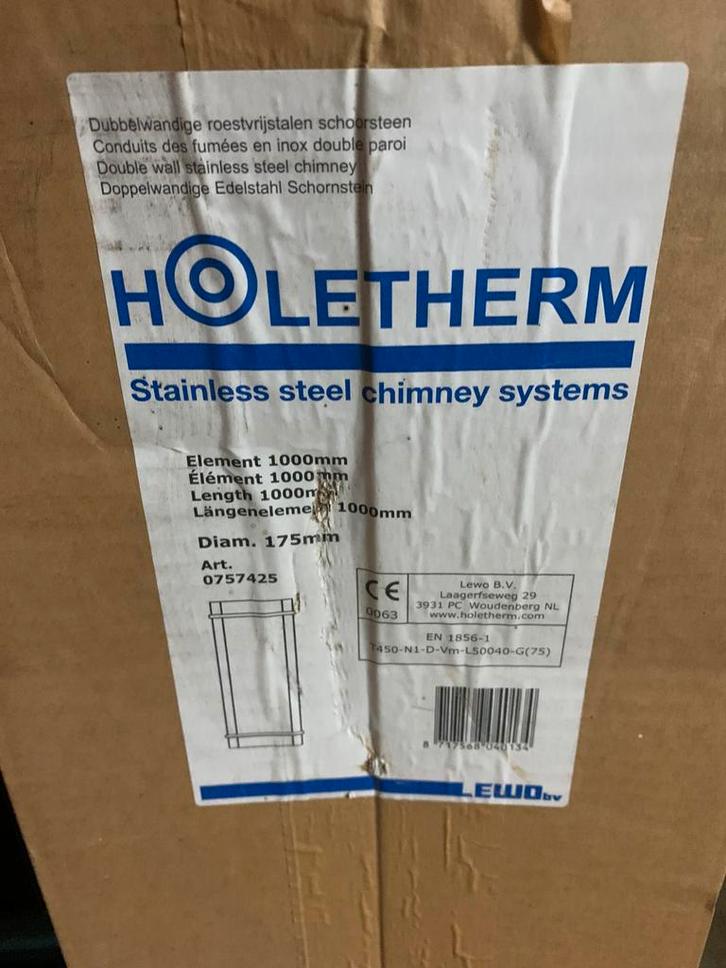 Dubbelwandige roestvrijstalen schoorsteen
Conduits des fumées en inox double paroi
Double wall stainless steel chimney
Doppelwandige Edelstahl Schornstein
HOLETHERM
Stainless steel chimney systems
Element 1000mm
Élément 1000mm
Length 1000mm
Längenelement 1000mm
Diam. 175mm
Art.
0757425
CE
0063
Lewo B.V.
Laagerfseweg 29
3931 PC Woudenberg NL
www.holetherm.com
EN 1856-1
T450-N1-D-Vm-L50040-G(75)
8 717568 040134
LEWO bv